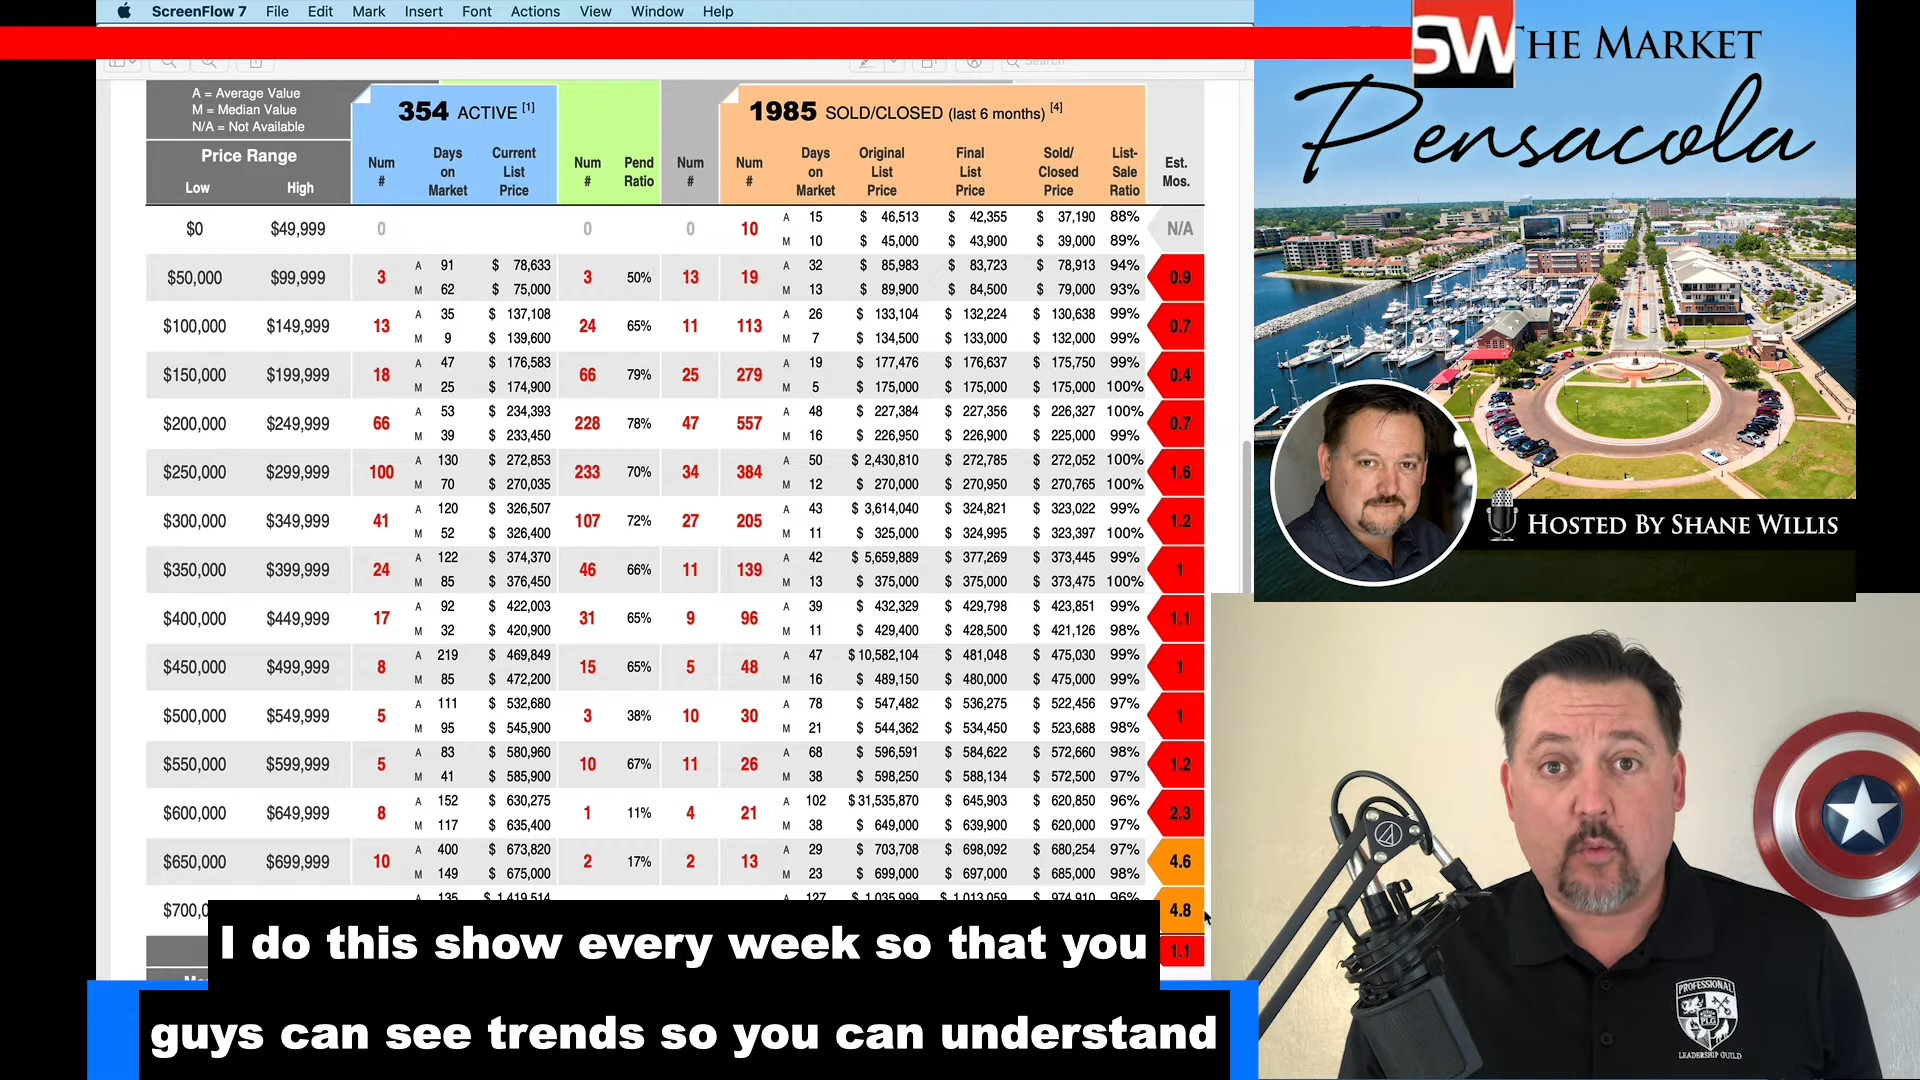 ScreenFlow 7 File Edit Mark Insert Font Actions View Window Help
Search
A = Average Value
M = Median Value
N/A = Not Available
354 ACTIVE [1]
1985 SOLD/CLOSED (last 6 months) [4]
Price Range
Low High
Num # Days on Market Current List Price Num # Pend Ratio Num # Num # Days on Market Original List Price Final List Price Sold/ Closed Price List- Sale Ratio Est. Mos.
$0 $49,999 0 0 0 10 A 15 $ 46,513 $ 42,355 $ 37,190 88% N/A
M 10 $ 45,000 $ 43,900 $ 39,000 89%
$50,000 $99,999 3 A 91 $ 78,633 3 50% 13 19 A 32 $ 85,983 $ 83,723 $ 78,913 94% 0.9
M 62 $ 75,000 M 13 $ 89,900 $ 84,500 $ 79,000 93%
$100,000 $149,999 13 A 35 $ 137,108 24 65% 11 113 A 26 $ 133,104 $ 132,224 $ 130,638 99% 0.7
M 9 $ 139,600 M 7 $ 134,500 $ 133,000 $ 132,000 99%
$150,000 $199,999 18 A 47 $ 176,583 66 79% 25 279 A 19 $ 177,476 $ 176,637 $ 175,750 99% 0.4
M 25 $ 174,900 M 5 $ 175,000 $ 175,000 $ 175,000 100%
$200,000 $249,999 66 A 53 $ 234,393 228 78% 47 557 A 48 $ 227,384 $ 227,356 $ 226,327 100% 0.7
M 39 $ 233,450 M 16 $ 226,950 $ 226,900 $ 225,000 99%
$250,000 $299,999 100 A 130 $ 272,853 233 70% 34 384 A 50 $ 2,430,810 $ 272,785 $ 272,052 100% 1.6
M 70 $ 270,035 M 12 $ 270,000 $ 270,950 $ 270,765 100%
$300,000 $349,999 41 A 120 $ 326,507 107 72% 27 205 A 43 $ 3,614,040 $ 324,821 $ 323,022 99% 1.2
M 52 $ 326,400 M 11 $ 325,000 $ 324,995 $ 323,397 100%
$350,000 $399,999 24 A 122 $ 374,370 46 66% 11 139 A 42 $ 5,659,889 $ 377,269 $ 373,445 99% 1
M 85 $ 376,450 M 13 $ 375,000 $ 375,000 $ 373,475 100%
$400,000 $449,999 17 A 92 $ 422,003 31 65% 9 96 A 39 $ 432,329 $ 429,798 $ 423,851 99% 1.1
M 32 $ 420,900 M 11 $ 429,400 $ 428,500 $ 421,126 98%
$450,000 $499,999 8 A 219 $ 469,849 15 65% 5 48 A 47 $ 10,582,104 $ 481,048 $ 475,030 99% 1
M 85 $ 472,200 M 16 $ 489,150 $ 480,000 $ 475,000 99%
$500,000 $549,999 5 A 111 $ 532,680 3 38% 10 30 A 78 $ 547,482 $ 536,275 $ 522,456 97% 1
M 95 $ 545,900 M 21 $ 544,362 $ 534,450 $ 523,688 98%
$550,000 $599,999 5 A 83 $ 580,960 10 67% 11 26 A 68 $ 596,591 $ 584,622 $ 572,660 98% 1.2
M 41 $ 585,900 M 38 $ 598,250 $ 588,134 $ 572,500 97%
$600,000 $649,999 8 A 152 $ 630,275 1 11% 4 21 A 102 $ 31,535,870 $ 645,903 $ 620,850 96% 2.3
M 117 $ 635,400 M 38 $ 649,000 $ 639,900 $ 620,000 97%
$650,000 $699,999 10 A 400 $ 673,820 2 17% 2 13 A 29 $ 703,708 $ 698,092 $ 680,254 97% 4.6
M 149 $ 675,000 M 23 $ 699,000 $ 697,000 $ 685,000 98%
A 135 $ 1,419,514 A 127 $ 1,035,999 $ 1,013,059 $ 974,910 96% 4.8
1.1
SW
THE MARKET
Pensacola
HOSTED BY SHANE WILLIS
PROFESSIONAL
LEADERSHIP GUILD
I do this show every week so that you
guys can see trends so you can understand